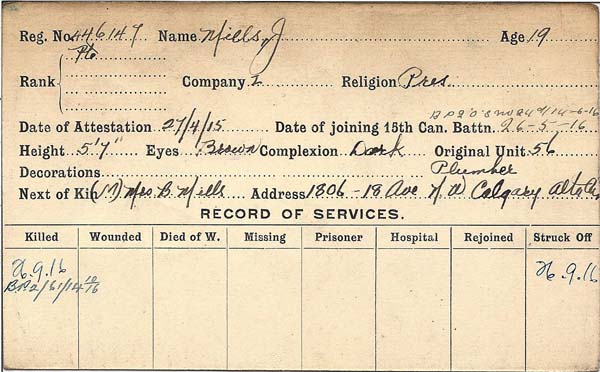 Reg. No. 446147 Name Mills, J Age 19
Rank Pte Company 2 Religion Pres.
Date of Attestation 27/4/15 Date of joining 15th Can. Battn. 26-5-16
Height 5'7" Eyes Brown Complexion Dark Original Unit 56
Decorations Plumber
Next of Kin (M) Mrs B. Mills Address 1806-18 Ave N.W Calgary Alta
RECORD OF SERVICES.
Killed Wounded Died of W. Missing Prisoner Hospital Rejoined Struck Off
26.9.16 26.9.16